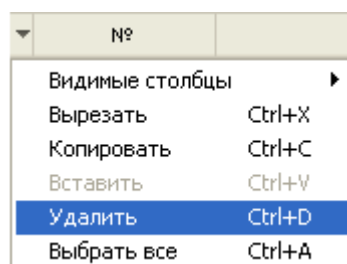 №
Видимые столбцы
Вырезать Ctrl+X
Копировать Ctrl+C
Вставить Ctrl+V
Удалить Ctrl+D
Выбрать все Ctrl+A